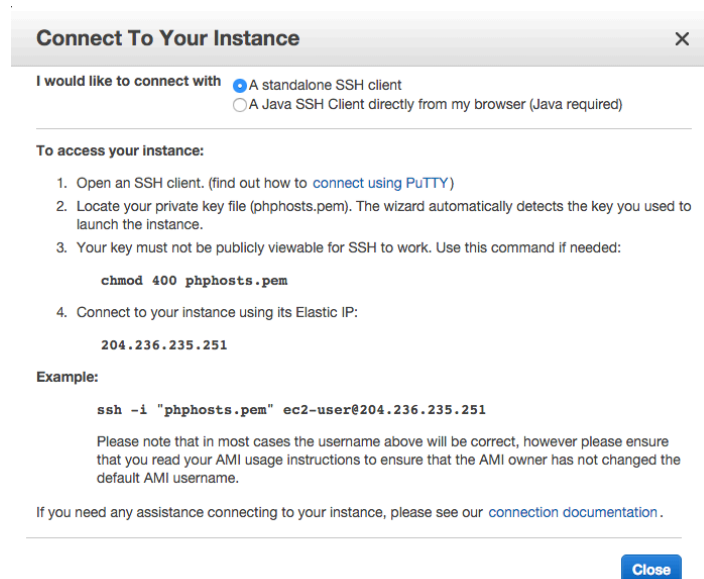 Connect To Your Instance
I would like to connect with
A standalone SSH client
A Java SSH Client directly from my browser (Java required)
To access your instance:
1. Open an SSH client. (find out how to connect using PuTTY)
2. Locate your private key file (phphosts.pem). The wizard automatically detects the key you used to
launch the instance.
3. Your key must not be publicly viewable for SSH to work. Use this command if needed:
chmod 400 phphosts.pem
4. Connect to your instance using its Elastic IP:
204.236.235.251
Example:
ssh -i "phphosts.pem" ec2-user@204.236.235.251
Please note that in most cases the username above will be correct, however please ensure
that you read your AMI usage instructions to ensure that the AMI owner has not changed the
default AMI username.
If you need any assistance connecting to your instance, please see our connection documentation.
Close